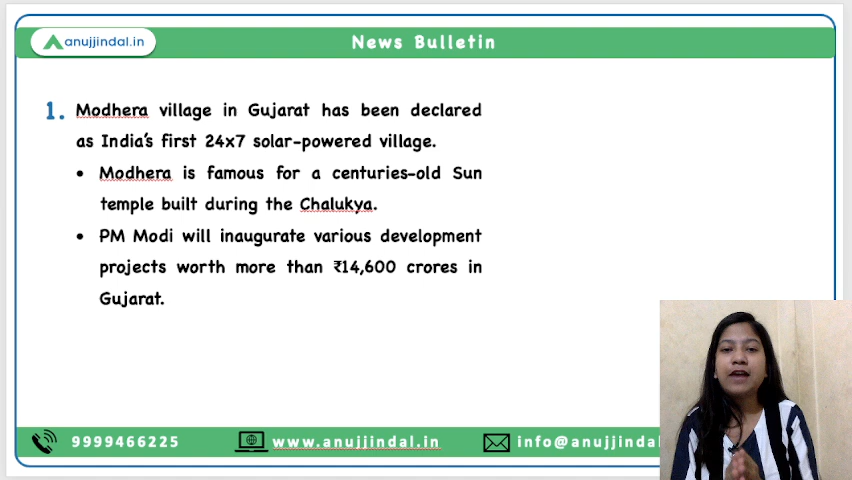 anujjindal.in
News Bulletin
1. Modhera village in Gujarat has been declared
as India's first 24x7 solar-powered village.
• Modhera is famous for a centuries-old Sun
temple built during the Chalukya.
• PM Modi will inaugurate various development
projects worth more than ₹14,600 crores in
Gujarat.
9999466225 www.anujjindal.in info@anujjindal